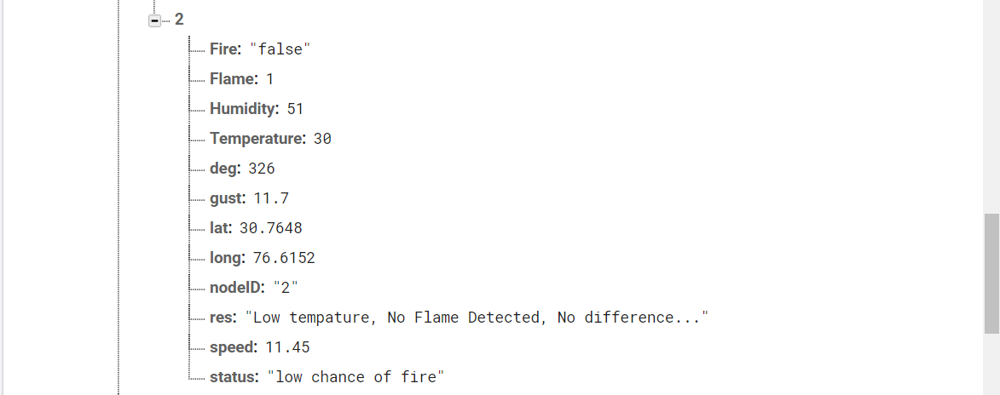 2
Fire: "false"
Flame: 1
Humidity: 51
Temperature: 30
deg: 326
gust: 11.7
lat: 30.7648
long: 76.6152
nodeID: "2"
res: "Low tempature, No Flame Detected, No difference..."
speed: 11.45
status: "low chance of fire"